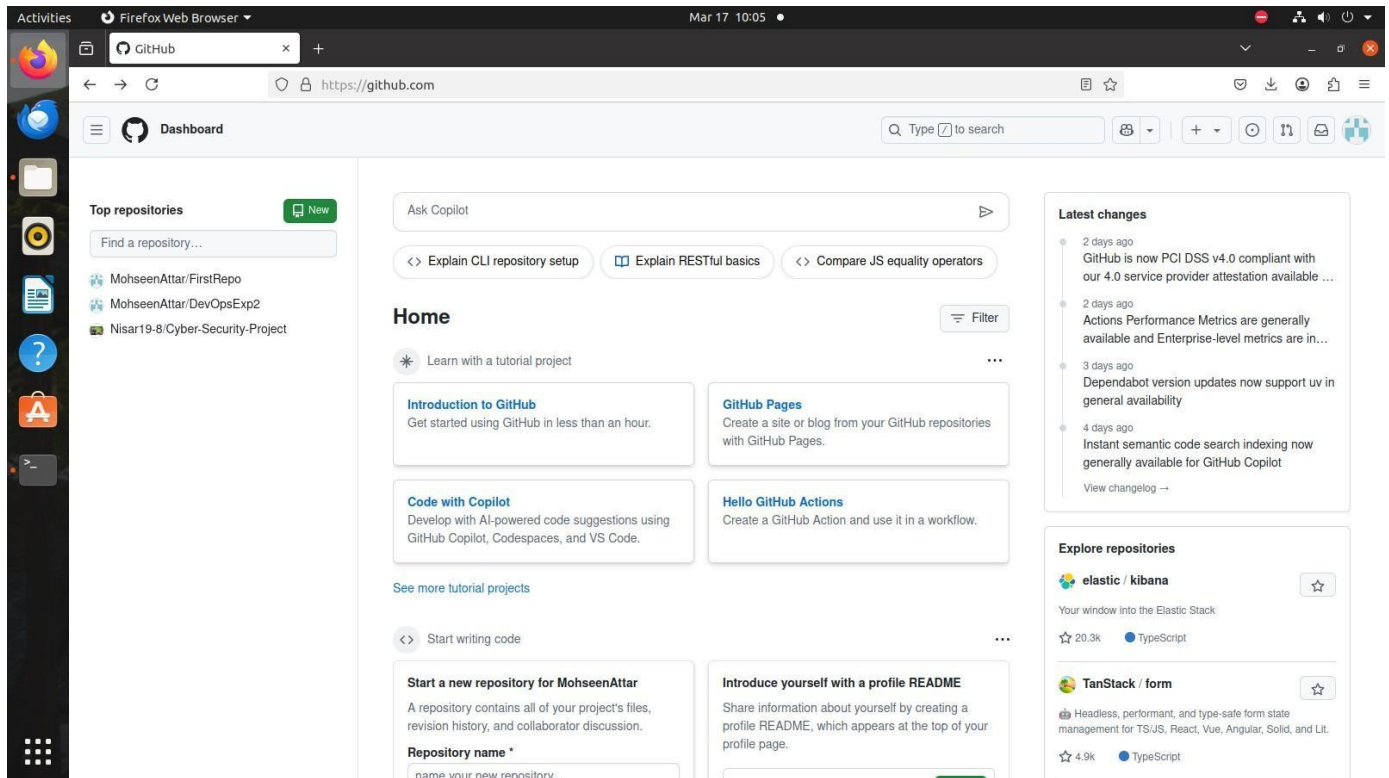 Activities
Firefox Web Browser
Mar 17 10:05
GitHub
https://github.com
Dashboard
Type / to search
Top repositories
New
Find a repository…
MohseenAttar/FirstRepo
MohseenAttar/DevOpsExp2
Nisar19-8/Cyber-Security-Project
Ask Copilot
Explain CLI repository setup
Explain RESTful basics
Compare JS equality operators
Home
Filter
Learn with a tutorial project
Introduction to GitHub
Get started using GitHub in less than an hour.
GitHub Pages
Create a site or blog from your GitHub repositories
with GitHub Pages.
Code with Copilot
Develop with AI-powered code suggestions using
GitHub Copilot, Codespaces, and VS Code.
Hello GitHub Actions
Create a GitHub Action and use it in a workflow.
See more tutorial projects
Start writing code
Start a new repository for MohseenAttar
A repository contains all of your project's files,
revision history, and collaborator discussion.
Repository name *
name your new repository
Introduce yourself with a profile README
Share information about yourself by creating a
profile README, which appears at the top of your
profile page.
Latest changes
2 days ago
GitHub is now PCI DSS v4.0 compliant with
our 4.0 service provider attestation available …
2 days ago
Actions Performance Metrics are generally
available and Enterprise-level metrics are in…
3 days ago
Dependabot version updates now support uv in
general availability
4 days ago
Instant semantic code search indexing now
generally available for GitHub Copilot
View changelog →
Explore repositories
elastic / kibana
Your window into the Elastic Stack
20.3k
TypeScript
TanStack / form
🤖 Headless, performant, and type-safe form state
management for TS/JS, React, Vue, Angular, Solid, and Lit.
4.9k
TypeScript